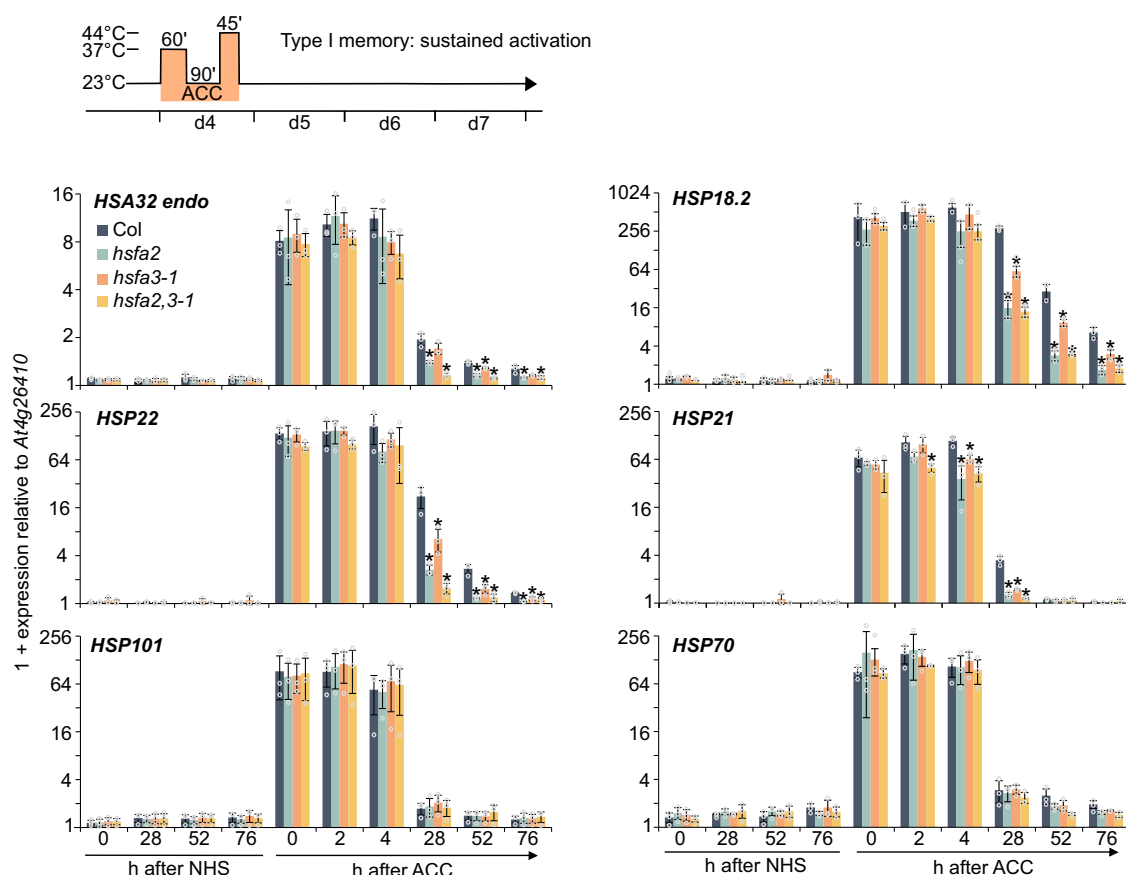 44°C
37°C
23°C
60'
90'
45'
ACC
Type I memory: sustained activation
d4 d5 d6 d7
1 + expression relative to At4g26410
HSA32 endo
Col
hsfa2
hsfa3-1
hsfa2,3-1
16
8
4
2
1
HSP18.2
1024
256
64
16
4
1
HSP22
256
64
16
4
1
HSP21
256
64
16
4
1
HSP101
256
64
16
4
1
0 28 52 76 0 2 4 28 52 76
h after NHS h after ACC
HSP70
256
64
16
4
1
0 28 52 76 0 2 4 28 52 76
h after NHS h after ACC